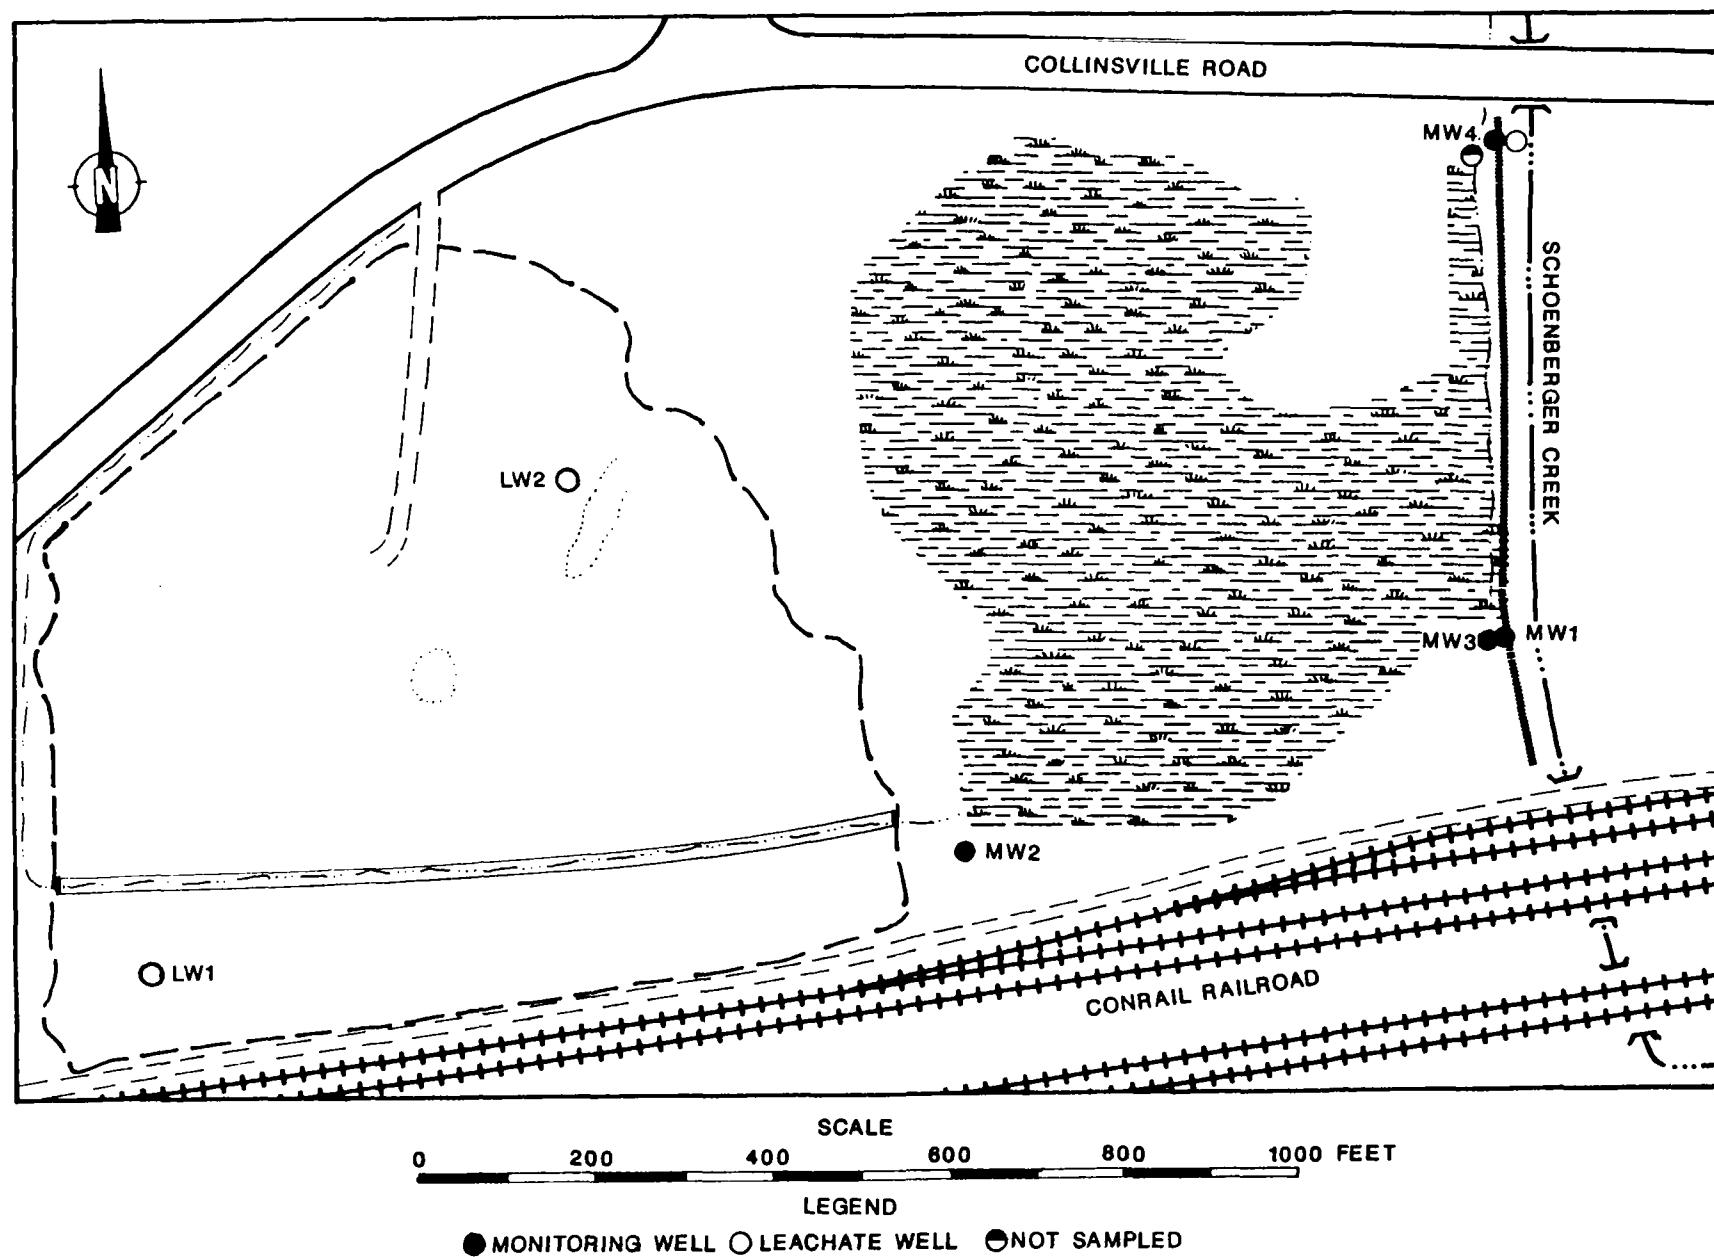 COLLINSVILLE ROAD
N
MW4
SCHOENBERGER CREEK
LW2
MW3
MW1
MW2
LW1
CONRAIL RAILROAD
SCALE
0 200 400 600 800 1000 FEET
LEGEND
MONITORING WELL LEACHATE WELL NOT SAMPLED